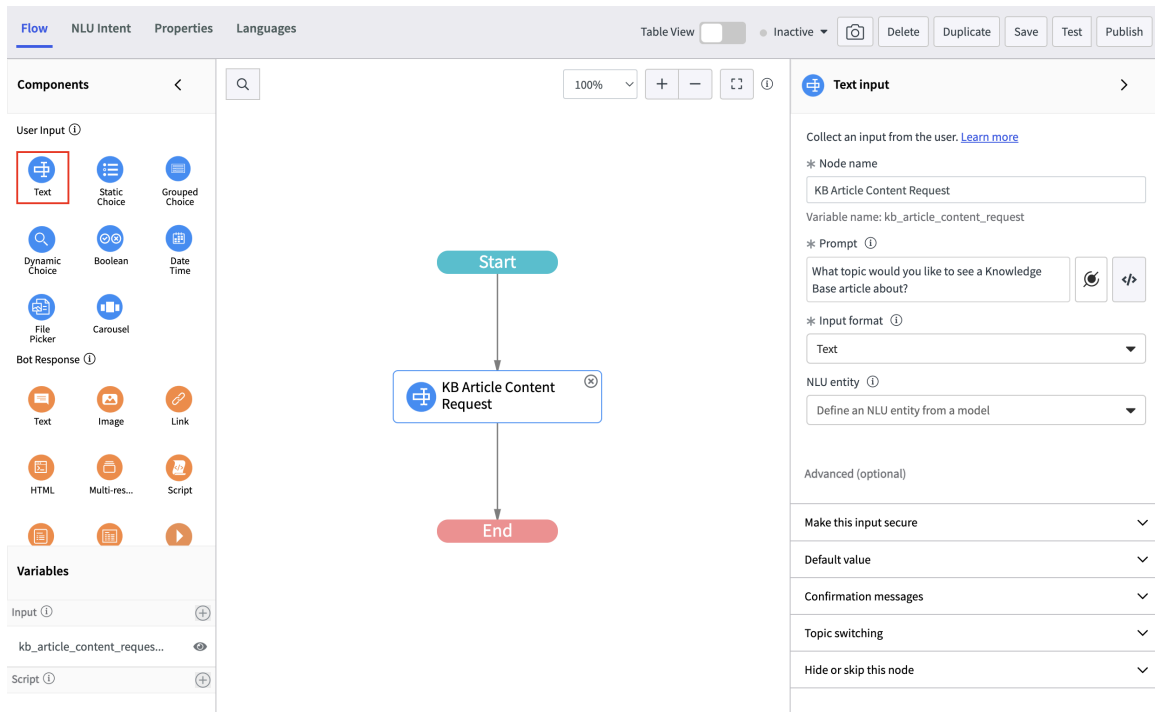 Flow NLU Intent Properties Languages
Table View Inactive Delete Duplicate Save Test Publish
Components
User Input
Text
Static
Choice
Grouped
Choice
Dynamic
Choice
Boolean
Date
Time
File
Picker
Carousel
Bot Response
Text Image Link
HTML Multi-res... Script
Variables
Input
kb_article_content_reques...
Script
100%
Start
KB Article Content
Request
End
Text input
Collect an input from the user. Learn more
Node name
KB Article Content Request
Variable name: kb_article_content_request
Prompt
What topic would you like to see a Knowledge
Base article about?
Input format
Text
NLU entity
Define an NLU entity from a model
Advanced (optional)
Make this input secure
Default value
Confirmation messages
Topic switching
Hide or skip this node